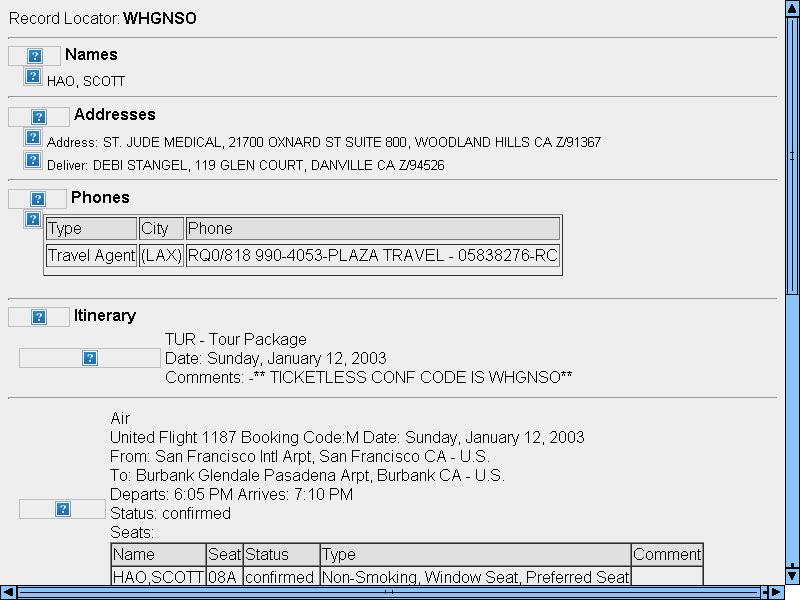 Record Locator: WHGNSO
Names
HAO, SCOTT
Addresses
Address: ST. JUDE MEDICAL, 21700 OXNARD ST SUITE 800, WOODLAND HILLS CA Z/91367
Deliver: DEBI STANGEL, 119 GLEN COURT, DANVILLE CA Z/94526
Phones
Type City Phone
Travel Agent (LAX) RQ0/818 990-4053-PLAZA TRAVEL - 05838276-RC
Itinerary
TUR - Tour Package
Date: Sunday, January 12, 2003
Comments: -** TICKETLESS CONF CODE IS WHGNSO**
Air
United Flight 1187 Booking Code:M Date: Sunday, January 12, 2003
From: San Francisco Intl Arpt, San Francisco CA - U.S.
To: Burbank Glendale Pasadena Arpt, Burbank CA - U.S.
Departs: 6:05 PM Arrives: 7:10 PM
Status: confirmed
Seats:
Name Seat Status Type Comment
HAO,SCOTT 08A confirmed Non-Smoking, Window Seat, Preferred Seat